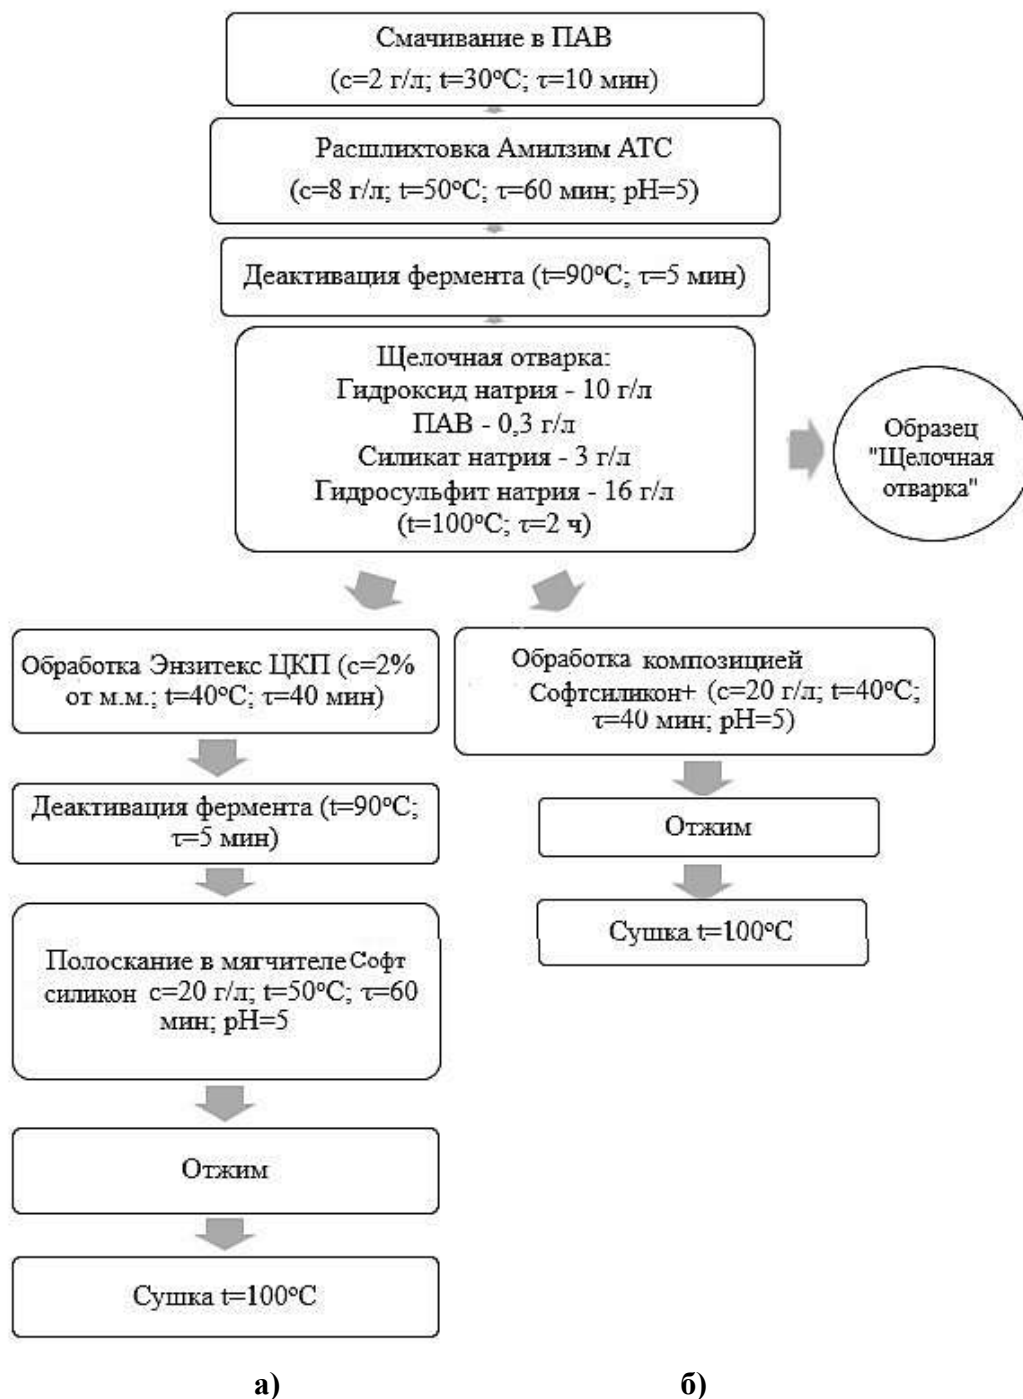 Смачивание в ПАВ
(с=2 г/л; t=30°С; τ=10 мин)
Расшлихтовка Амилзим АТС
(с=8 г/л; t=50°С; τ=60 мин; рН=5)
Деактивация фермента (t=90°С; τ=5 мин)
Щелочная отварка:
Гидроксид натрия - 10 г/л
ПАВ - 0,3 г/л
Силикат натрия - 3 г/л
Гидросульфит натрия - 16 г/л
(t=100°С; τ=2 ч)
Образец
"Щелочная
отварка"
Обработка Энзитекс ЦКП (с=2%
от м.м.; t=40°С; τ=40 мин)
Деактивация фермента (t=90°С;
τ=5 мин)
Полоскание в мягчителе Софт
силикон с=20 г/л; t=50°С; τ=60
мин; рН=5
Отжим
Сушка t=100°С
а)
Обработка композицией
Софтсиликон+ (с=20 г/л; t=40°С;
τ=40 мин; рН=5)
Отжим
Сушка t=100°С
б)